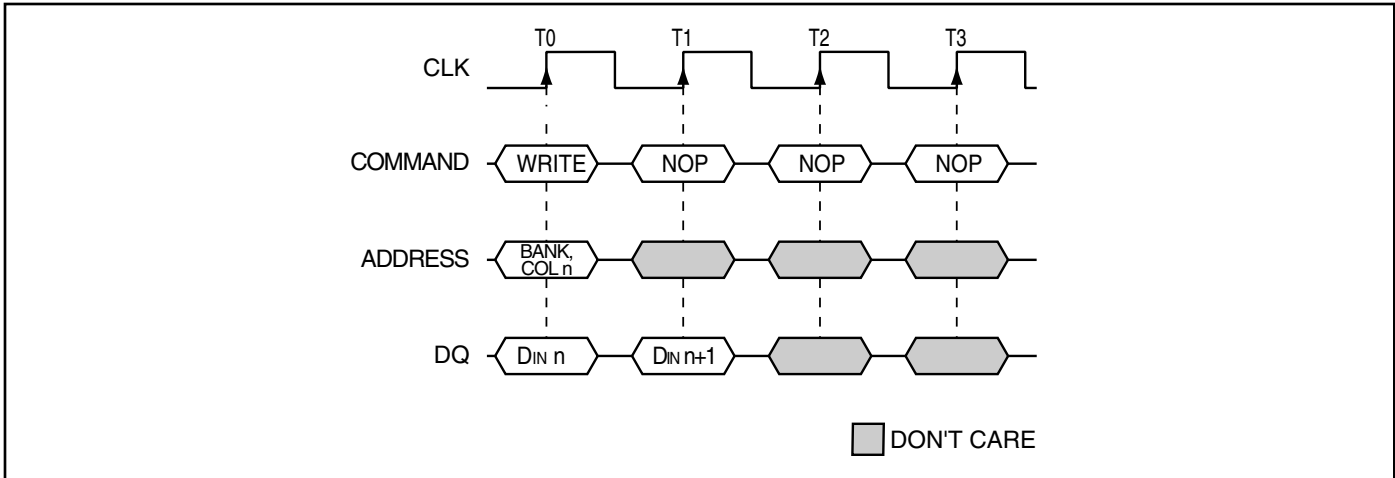 T0 T1 T2 T3
CLK
COMMAND WRITE NOP NOP NOP
ADDRESS BANK,
COL n
DQ DIN n DIN n+1
DON'T CARE